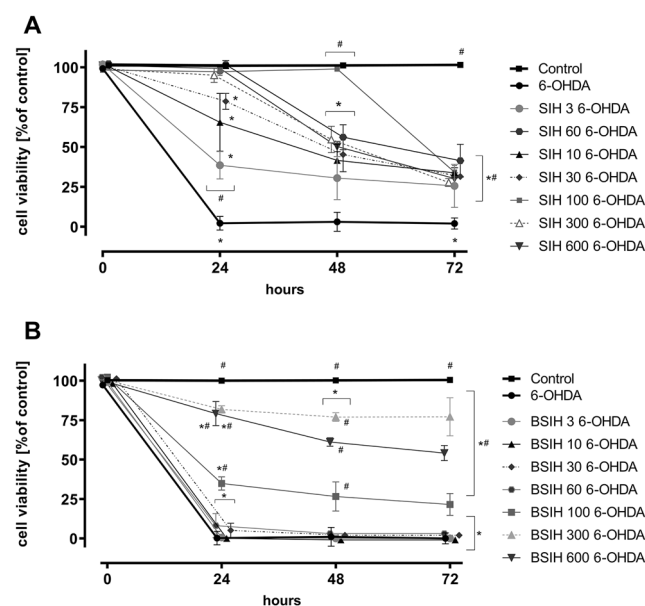 A
cell viability [%of control]
100
75
50
25
0
0 24 48 72
hours
# # * * * # * * *# *
Control
6-OHDA
SIH 3 6-OHDA
SIH 60 6-OHDA
SIH 10 6-OHDA
SIH 30 6-OHDA
SIH 100 6-OHDA
SIH 300 6-OHDA
SIH 600 6-OHDA
B
cell viability [%of control]
100
75
50
25
0
0 24 48 72
hours
# # # * *# *# # # *# *# # * *
Control
6-OHDA
BSIH 3 6-OHDA
BSIH 10 6-OHDA
BSIH 30 6-OHDA
BSIH 60 6-OHDA
BSIH 100 6-OHDA
BSIH 300 6-OHDA
BSIH 600 6-OHDA